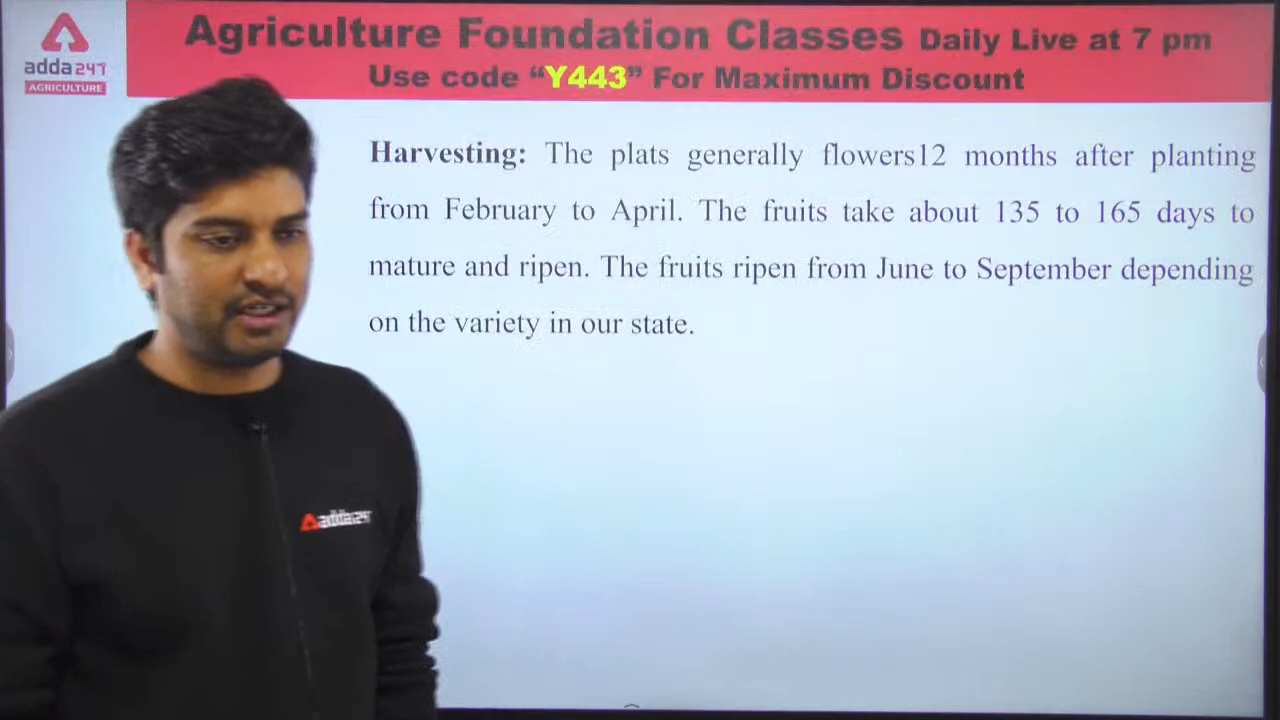 Agriculture Foundation Classes Daily Live at 7 pm
Use code “Y443” For Maximum Discount
adda247
AGRICULTURE
Harvesting: The plats generally flowers12 months after planting
from February to April. The fruits take about 135 to 165 days to
mature and ripen. The fruits ripen from June to September depending
on the variety in our state.
adda247